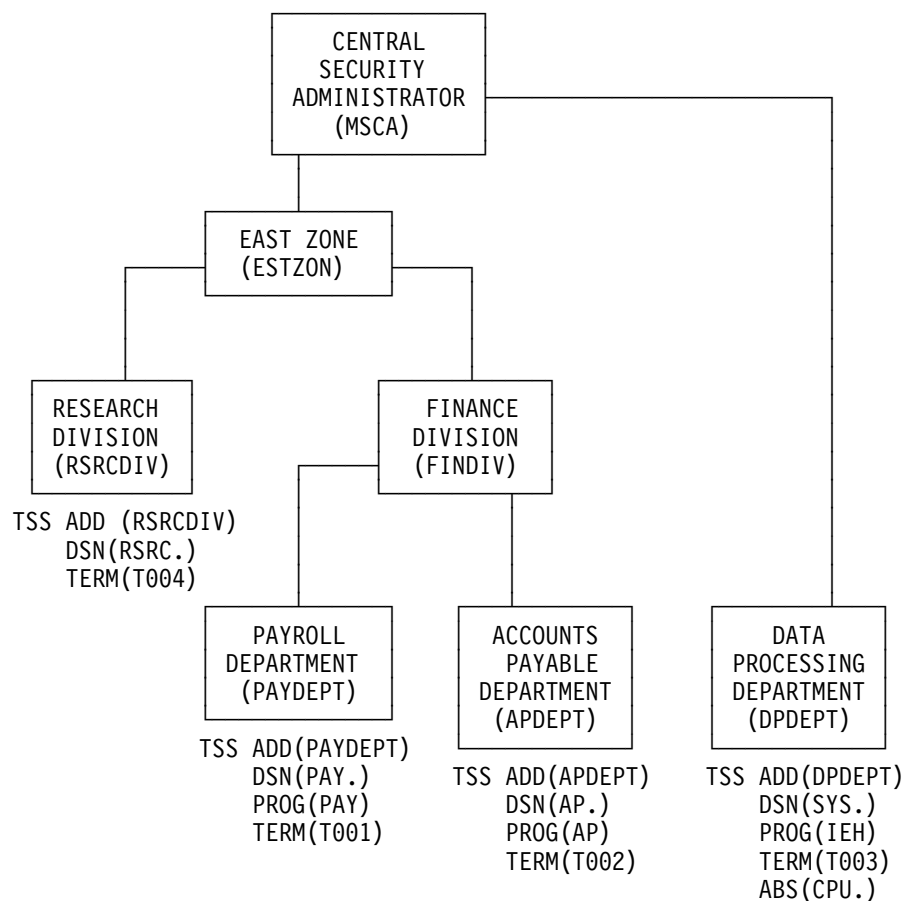 CENTRAL
SECURITY
ADMINISTRATOR
(MSCA)
EAST ZONE
(ESTZON)
RESEARCH
DIVISION
(RSRCDIV)
TSS ADD (RSRCDIV)
DSN(RSRC.)
TERM(T004)
FINANCE
DIVISION
(FINDIV)
PAYROLL
DEPARTMENT
(PAYDEPT)
TSS ADD(PAYDEPT)
DSN(PAY.)
PROG(PAY)
TERM(T001)
ACCOUNTS
PAYABLE
DEPARTMENT
(APDEPT)
TSS ADD(APDEPT)
DSN(AP.)
PROG(AP)
TERM(T002)
DATA
PROCESSING
DEPARTMENT
(DPDEPT)
TSS ADD(DPDEPT)
DSN(SYS.)
PROG(IEH)
TERM(T003)
ABS(CPU.)